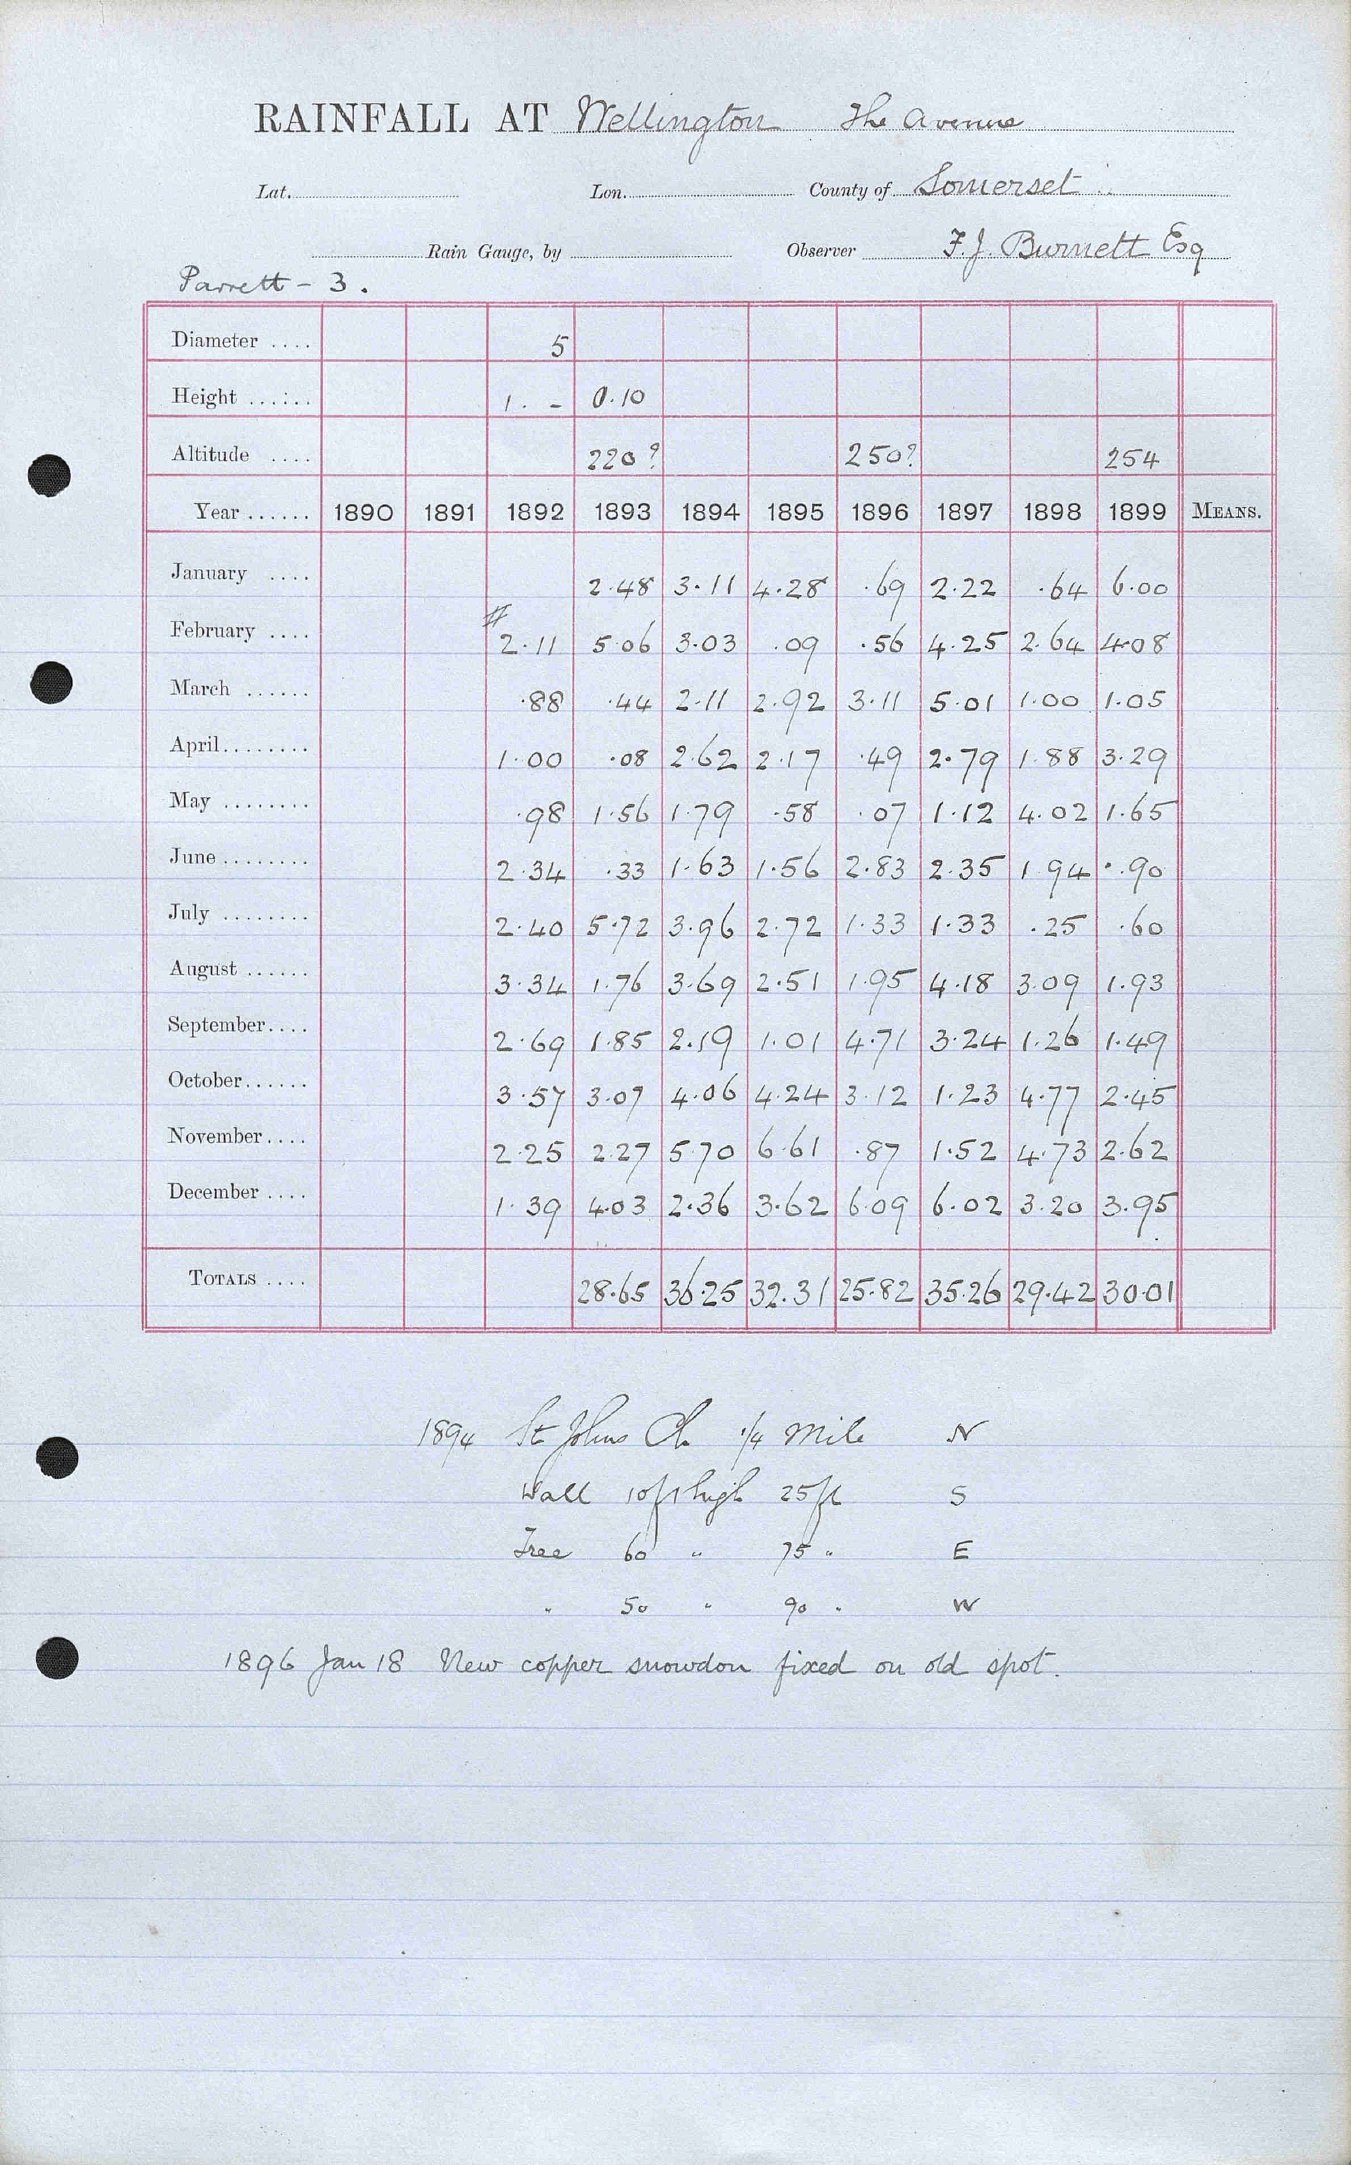 RAINFALL AT Wellington The Avenue
Lat. Lon. County of Somerset
Rain Gauge, by Observer F. J. Burnett Esq
Parrett - 3.
Diameter .... 5
Height ...... 1. - 0.10
Altitude .... 220? 250? 254
Year ...... 1890 1891 1892 1893 1894 1895 1896 1897 1898 1899 MEANS.
January .... 2.48 3.11 4.28 .69 2.22 .64 6.00
February .... # 2.11 5.06 3.03 .09 .56 4.25 2.64 4.08
March ...... .88 .44 2.11 2.92 3.11 5.01 1.00 1.05
April........ 1.00 .08 2.62 2.17 .49 2.79 1.88 3.29
May ........ .98 1.56 1.79 .58 .07 1.12 4.02 1.65
June ........ 2.34 .33 1.63 1.56 2.83 2.35 1.94 .90
July ........ 2.40 5.72 3.96 2.72 1.33 1.33 .25 .60
August ...... 3.34 1.76 3.69 2.51 1.95 4.18 3.09 1.93
September.... 2.69 1.85 2.19 1.01 4.71 3.24 1.26 1.49
October...... 3.57 3.07 4.06 4.24 3.12 1.23 4.77 2.45
November.... 2.25 2.27 5.70 6.61 .87 1.52 4.73 2.62
December .... 1.39 4.03 2.36 3.62 6.09 6.02 3.20 3.95
TOTALS .... 28.65 36.25 32.31 25.82 35.26 29.42 30.01
1894 St Johns Ch. 1/4 Mile N
Wall 10ft high 25ft S
Tree 60 " 75 " E
" 50 " 90 " W
1896 Jan 18 New copper snowdon fixed on old spot.